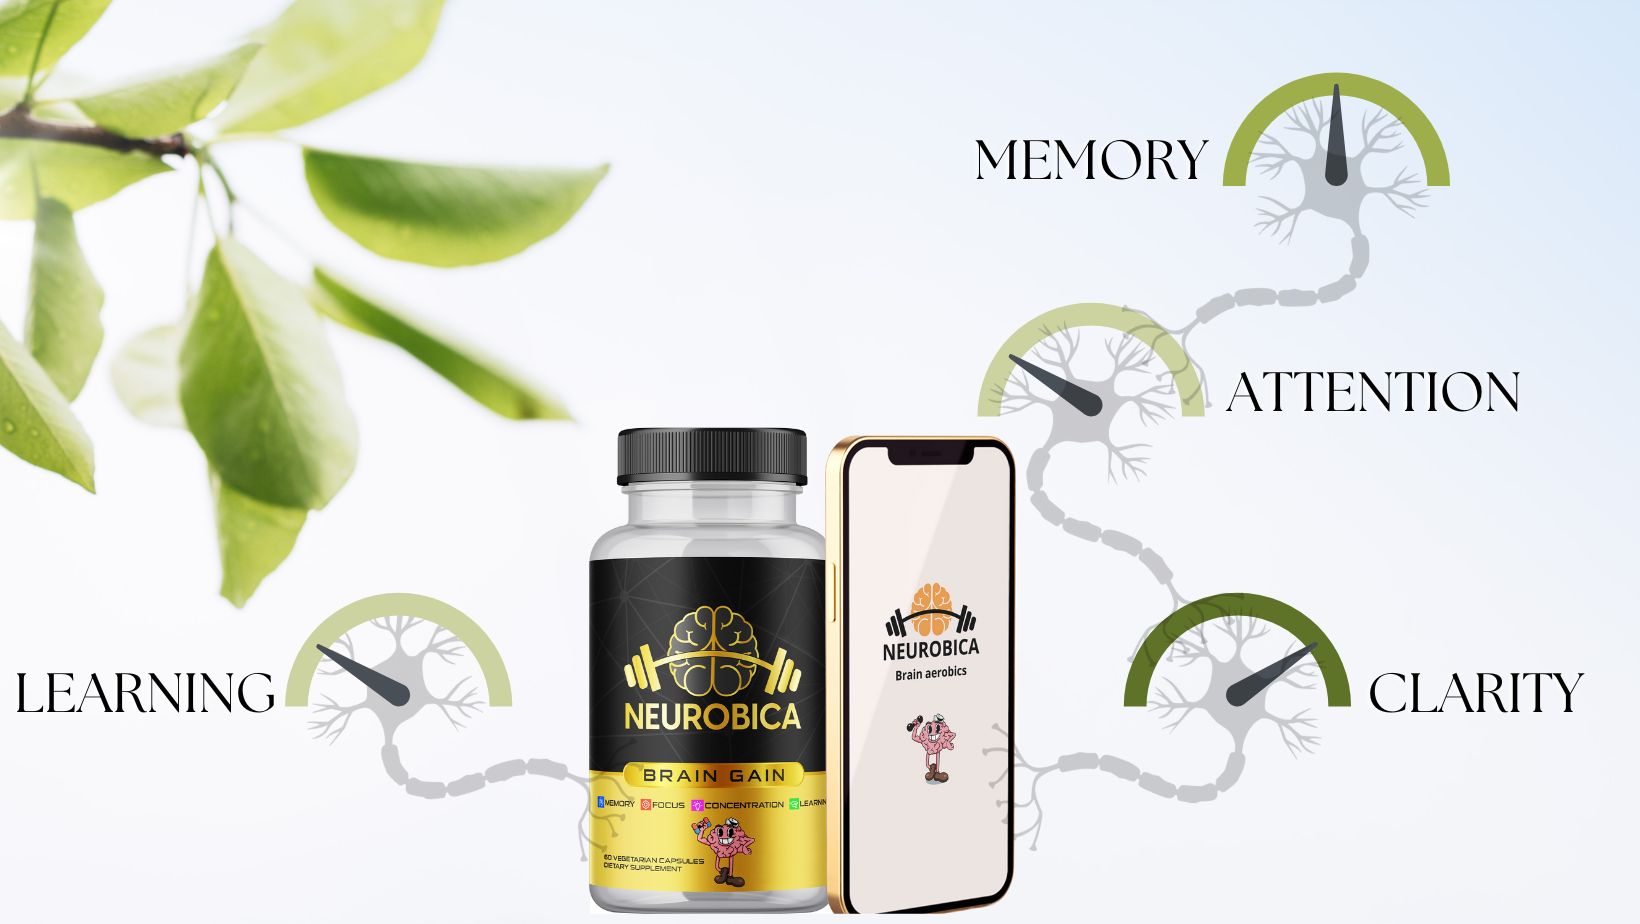 MEMORY
ATTENTION
LEARNING
CLARITY
NEUROBICA
BRAIN GAIN
MEMORY FOCUS CONCENTRATION
60 VEGETARIAN CAPSULES
DIETARY SUPPLEMENT
NEUROBICA
Brain aerobics